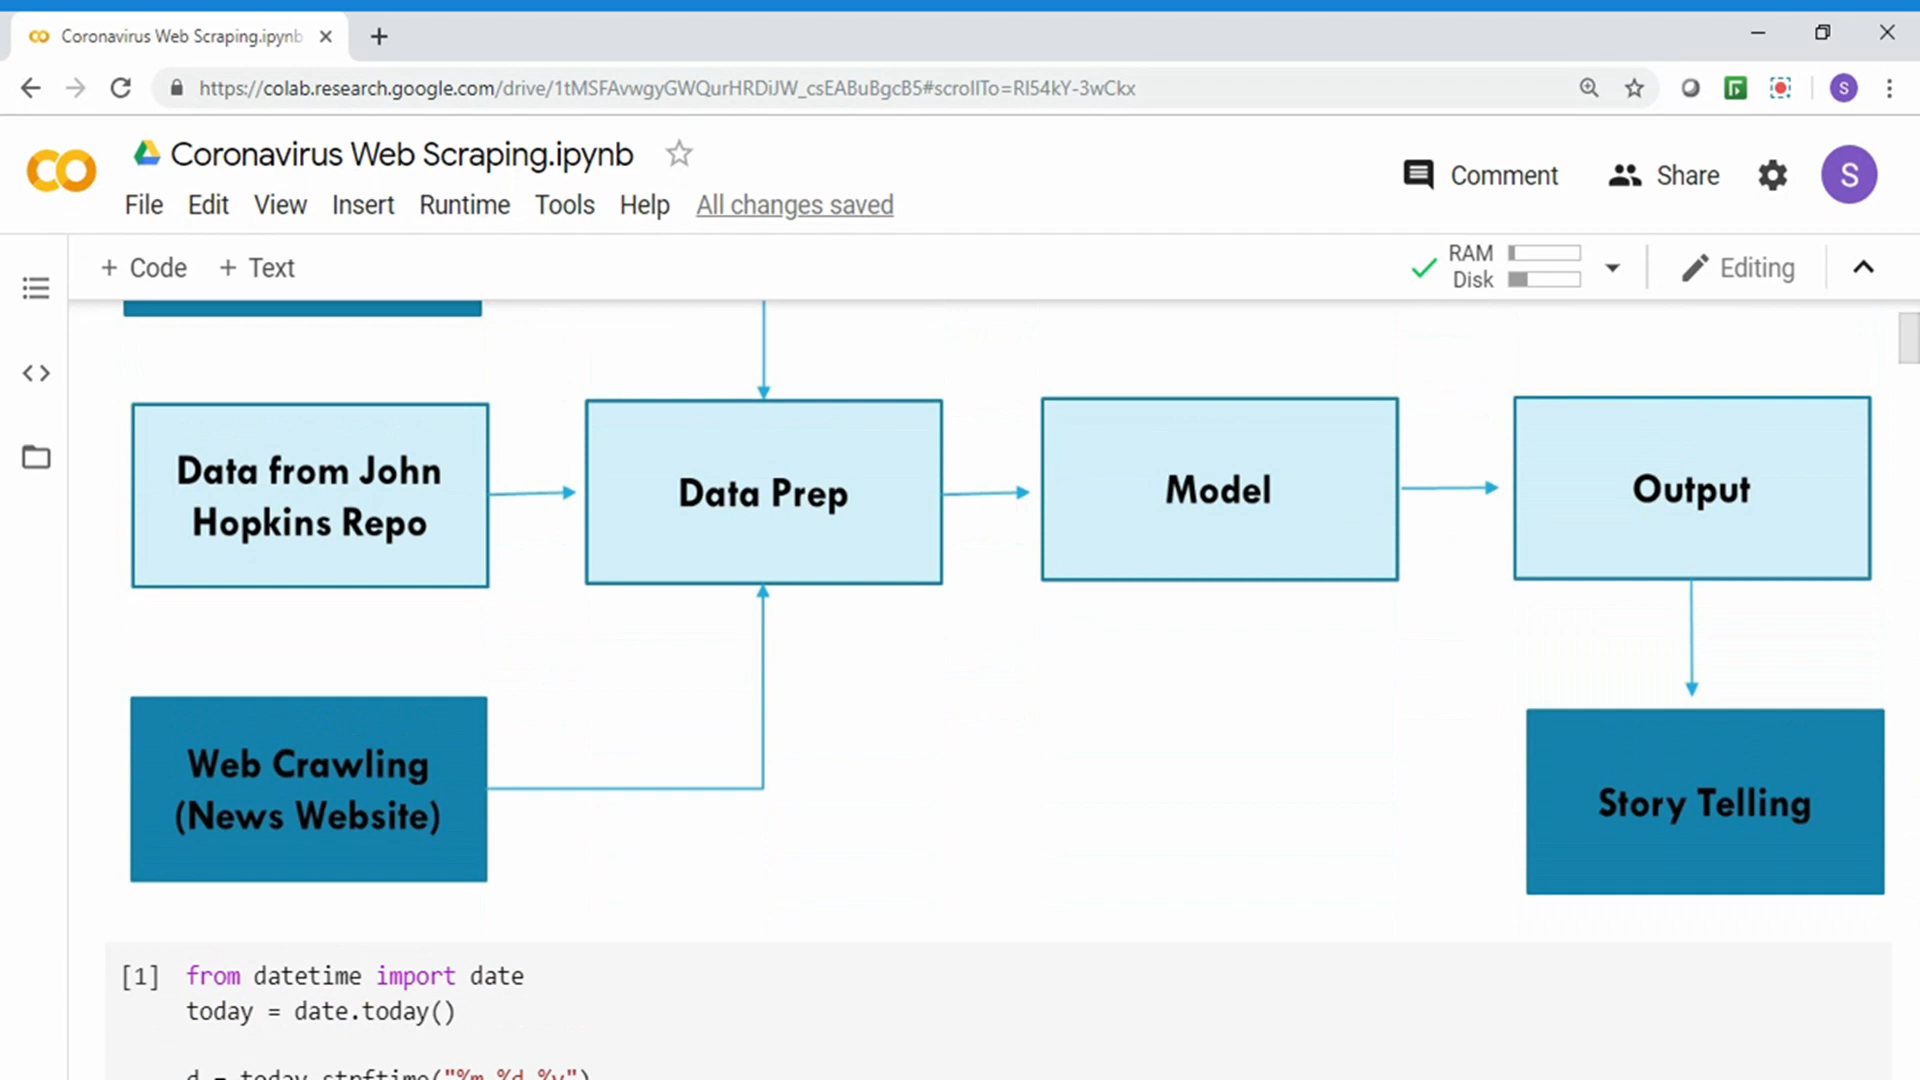 Coronavirus Web Scraping.ipynb
https://colab.research.google.com/drive/1tMSFAvwgyGWQurHRDiJW_csEABuBgcB5#scrollTo=RI54kY-3wCkx
S
Coronavirus Web Scraping.ipynb
Comment
Share
S
File Edit View Insert Runtime Tools Help All changes saved
+ Code + Text
RAM
Disk
Editing
Data from John
Hopkins Repo
Data Prep
Model
Output
Web Crawling
(News Website)
Story Telling
[1] from datetime import date
today = date.today()
d = today.strftime("%m-%d-%y")